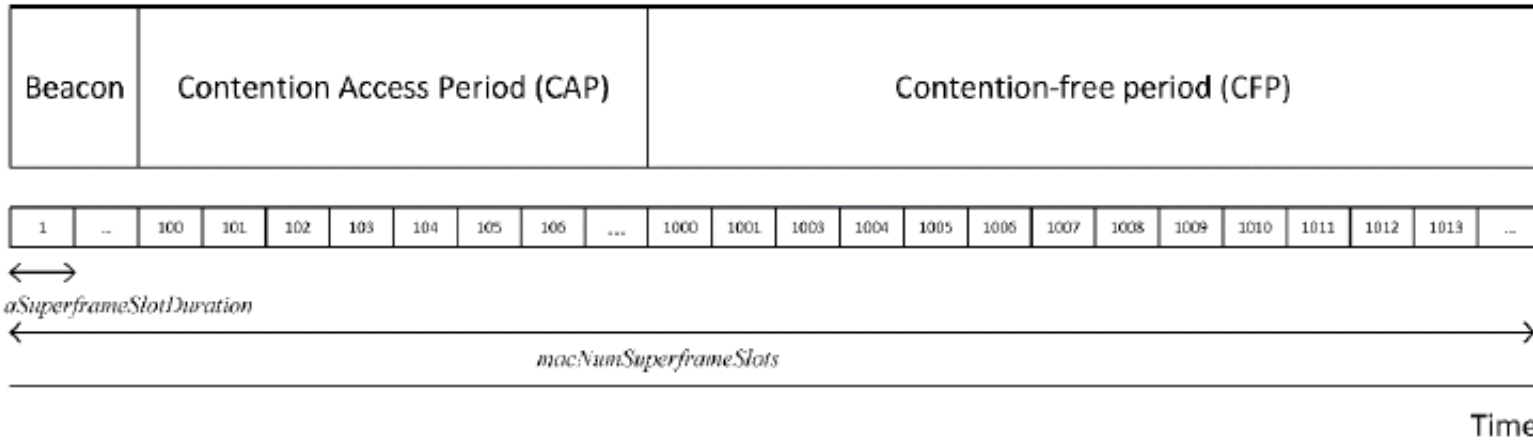 Beacon Contention Access Period (CAP) Contention-free period (CFP)
1 ... 100 101 102 103 104 105 106 .... 1000 1001 1003 1004 1005 1006 1007 1008 1009 1010 1011 1012 1013 ...
aSuperframeSlotDuration
macNumSuperframeSlots
Time